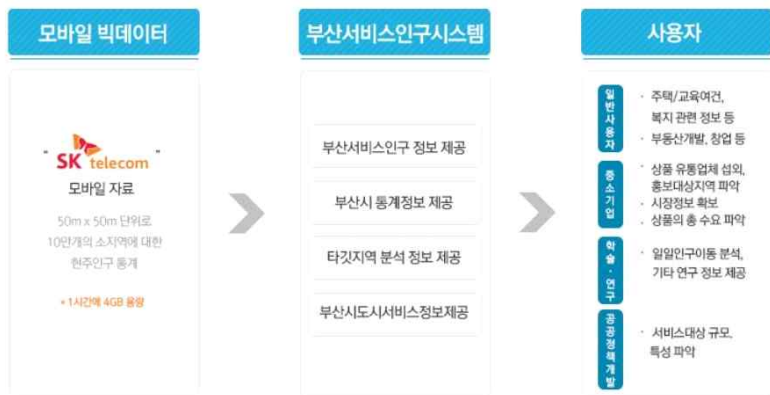 모바일 빅데이터
"SK telecom"
모바일 자료
50m x 50m 단위로
10만개의 소지역에 대한
현주인구 통계
* 1시간에 4GB 용량
부산서비스인구시스템
부산서비스인구 정보 제공
부산시 통계정보 제공
타깃지역 분석 정보 제공
부산시도시서비스정보제공
사용자
일반사용자
· 주택/교육여건,
복지 관련 정보 등
· 부동산개발, 창업 등
중소기업
· 상품 유통업체 섭외,
홍보대상지역 파악
· 시장정보 확보
· 상품의 총 수요 파악
학술·연구
· 일일인구이동 분석,
기타 연구 정보 제공
공공정책개발
· 서비스대상 규모,
특성 파악